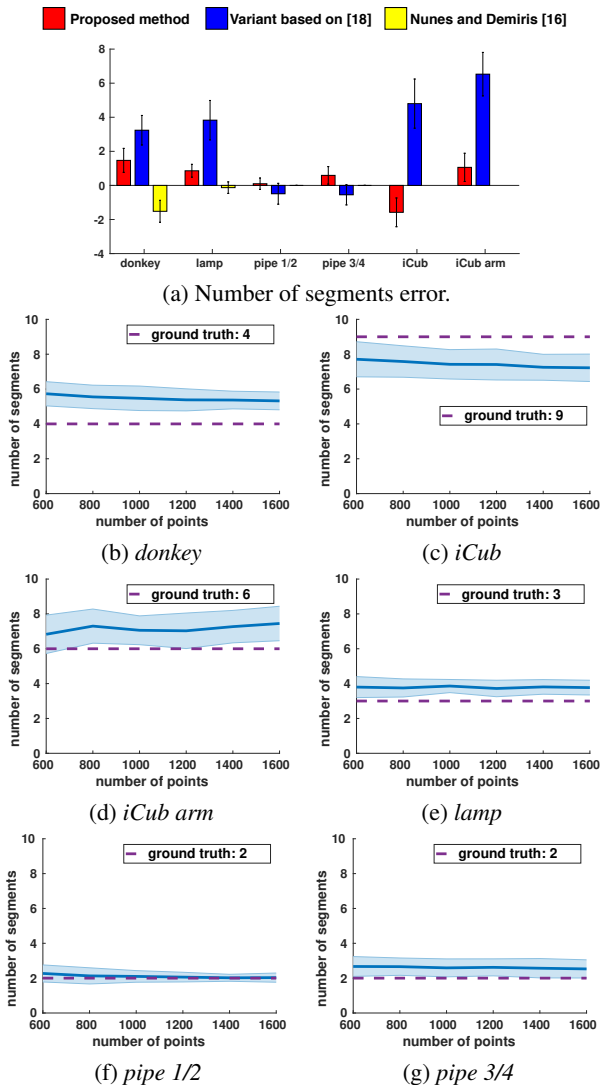 Proposed method Variant based on [18] Nunes and Demiris [16]
8
6
4
2
0
-2
-4
donkey lamp pipe 1/2 pipe 3/4 iCub iCub arm
(a) Number of segments error.
number of segments
10
8
6
4
2
0
ground truth: 4
600 800 1000 1200 1400 1600
number of points
(b) donkey
number of segments
10
8
6
4
2
0
ground truth: 9
600 800 1000 1200 1400 1600
number of points
(c) iCub
number of segments
10
8
6
4
2
0
ground truth: 6
600 800 1000 1200 1400 1600
number of points
(d) iCub arm
number of segments
10
8
6
4
2
0
ground truth: 3
600 800 1000 1200 1400 1600
number of points
(e) lamp
number of segments
10
8
6
4
2
0
ground truth: 2
600 800 1000 1200 1400 1600
number of points
(f) pipe 1/2
number of segments
10
8
6
4
2
0
ground truth: 2
600 800 1000 1200 1400 1600
number of points
(g) pipe 3/4